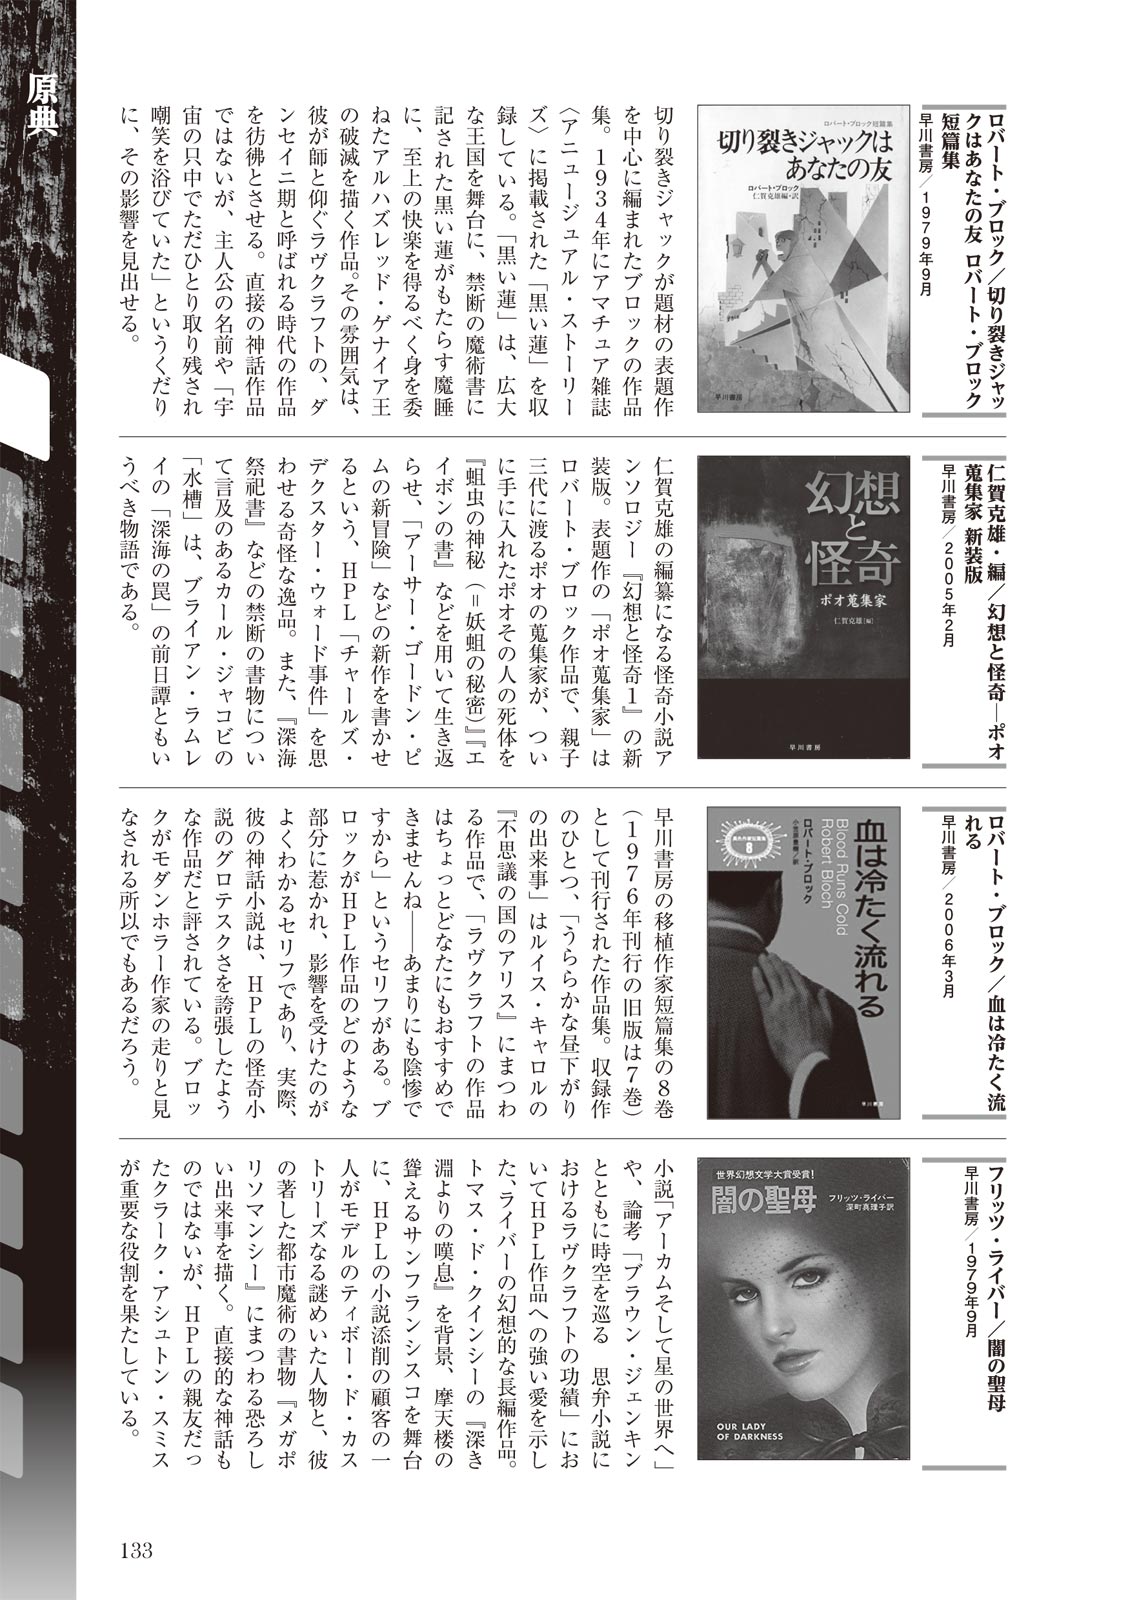 原典
ロバート・ブロック／切り裂きジャッ
クはあなたの友 ロバート・ブロック
短篇集
早川書房／1979年9月
ロバート・ブロック短篇集
切り裂きジャックは
あなたの友
ロバート・ブロック
仁賀克雄編・訳
早川書房
切り裂きジャックが題材の表題作
を中心に編まれたブロックの作品
集。1934年にアマチュア雑誌
〈アニュージュアル・ストーリー
ズ〉に掲載された「黒い蓮」を収
録している。「黒い蓮」は、広大
な王国を舞台に、禁断の魔術書に
記された黒い蓮がもたらす魔睡
に、至上の快楽を得るべく身を委
ねたアルハズレッド・ゲナイア王
の破滅を描く作品。その雰囲気は、
彼が師と仰ぐラヴクラフトの、ダ
ンセイニ期と呼ばれる時代の作品
を彷彿とさせる。直接の神話作品
ではないが、主人公の名前や「宇
宙の只中でただひとり取り残され
嘲笑を浴びていた」というくだり
に、その影響を見出せる。
仁賀克雄・編／幻想と怪奇―ポオ
蒐集家 新装版
早川書房／2005年2月
幻想
と
怪奇
ポオ蒐集家
仁賀克雄[編]
早川書房
仁賀克雄の編纂になる怪奇小説ア
ンソロジー『幻想と怪奇１』の新
装版。表題作の「ポオ蒐集家」は
ロバート・ブロック作品で、親子
三代に渡るポオの蒐集家が、つい
に手に入れたポオその人の死体を
『蛆虫の神秘（＝妖蛆の秘密）』『エ
イボンの書』などを用いて生き返
らせ、「アーサー・ゴードン・ピ
ムの新冒険」などの新作を書かせ
るという、HPL「チャールズ・
デクスター・ウォード事件」を思
わせる奇怪な逸品。また、『深海
祭祀書』などの禁断の書物につい
て言及のあるカール・ジャコビの
「水槽」は、ブライアン・ラムレ
イの「深海の罠」の前日譚ともい
うべき物語である。
ロバート・ブロック／血は冷たく流
れる
早川書房／2006年3月
血は冷たく流れる
Blood Runs Cold
Robert Bloch
ロバート・ブロック
異色作家短篇集
8
早川書房
早川書房の移植作家短篇集の８巻
（1976年刊行の旧版は７巻）
として刊行された作品集。収録作
のひとつ、「うららかな昼下がり
の出来事」はルイス・キャロルの
『不思議の国のアリス』にまつわ
る作品で、「ラヴクラフトの作品
はちょっとどなたにもおすすめで
きませんね――あまりにも陰惨で
すから」というセリフがある。ブ
ロックがHPL作品のどのような
部分に惹かれ、影響を受けたのが
よくわかるセリフであり、実際、
彼の神話小説は、HPLの怪奇小
説のグロテスクさを誇張したよう
な作品だと評されている。ブロッ
クがモダンホラー作家の走りと見
なされる所以でもあるだろう。
フリッツ・ライバー／闇の聖母
早川書房／1979年9月
世界幻想文学大賞受賞！
闇の聖母
フリッツ・ライバー
深町眞理子訳
OUR LADY
OF DARKNESS
小説「アーカムそして星の世界へ」
や、論考「ブラウン・ジェンキン
とともに時空を巡る　思弁小説に
おけるラヴクラフトの功績」にお
いてHPL作品への強い愛を示し
た、ライバーの幻想的な長編作品。
トマス・ド・クインシーの『深き
淵よりの嘆息』を背景、摩天楼の
聳えるサンフランシスコを舞台
に、HPLの小説添削の顧客の一
人がモデルのティボー・ド・カス
トリーズなる謎めいた人物と、彼
の著した都市魔術の書物『メガポ
リソマンシー』にまつわる恐ろし
い出来事を描く。直接的な神話も
のではないが、HPLの親友だっ
たクラーク・アシュトン・スミス
が重要な役割を果たしている。
133